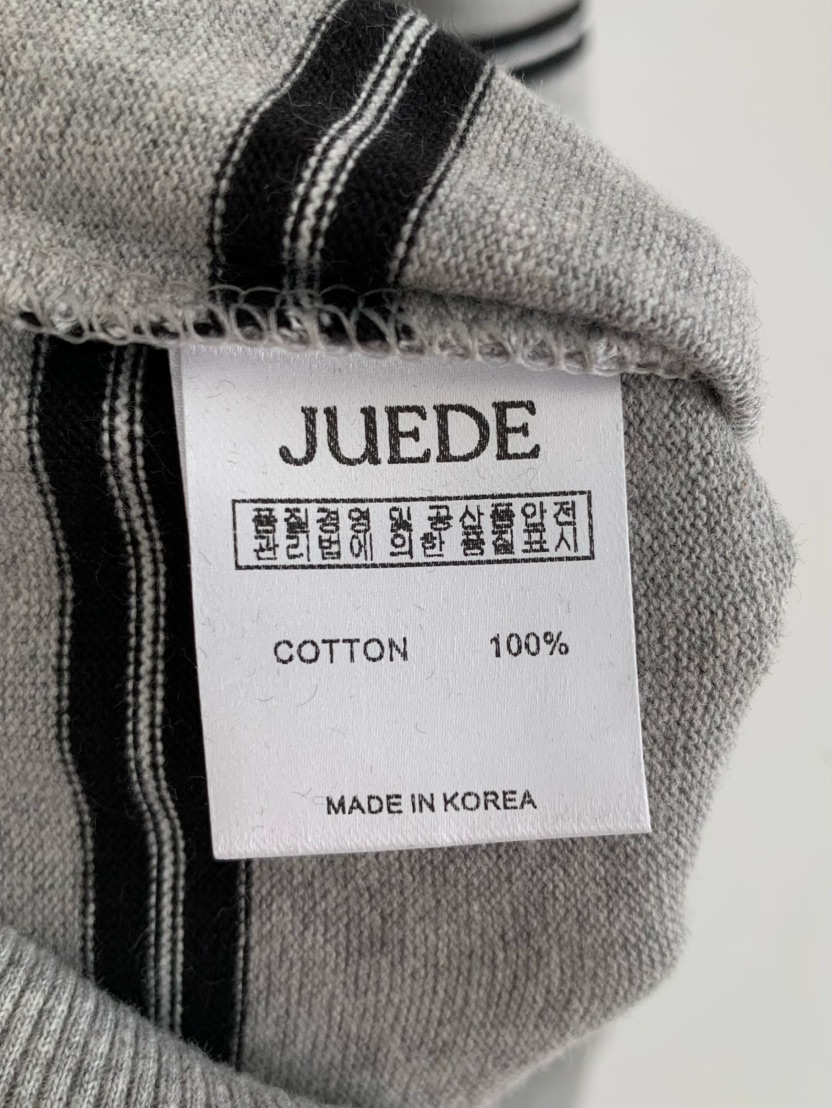 JUEDE
품질경영 및 공산품안전
관리법에 의한 품질표시
COTTON 100%
MADE IN KOREA